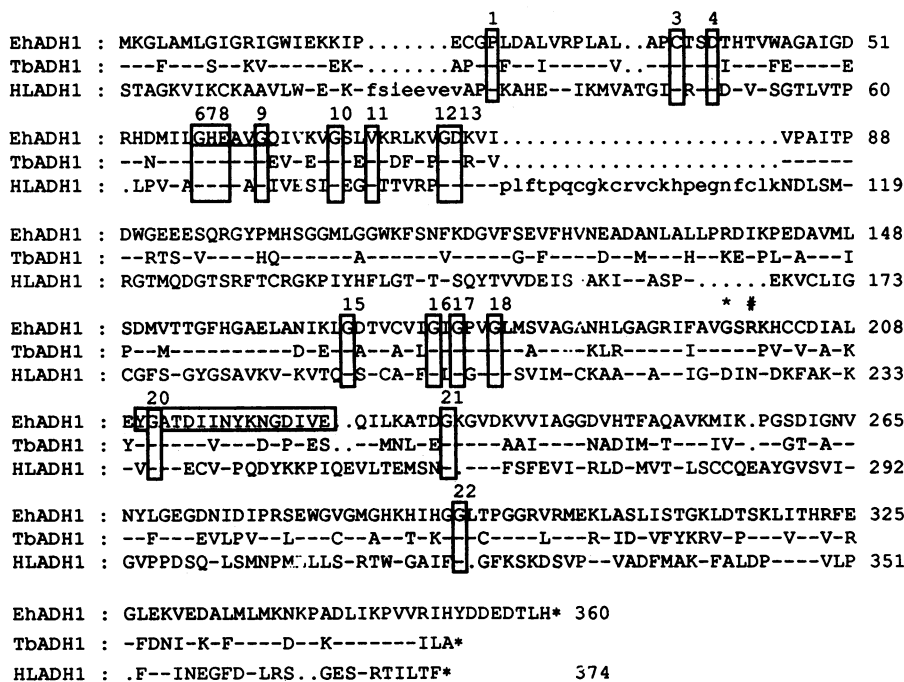 1 3 4
EhADH1 : MKGLAMLGIGRIGWIEKKIP.......ECGPLDALVRPLAL..APCTSDTHTVWAGAIGD 51
TbADH1 : ---F---S--KV-----EK-.......-AP-F--I-----V..-----I---FE----E
HLADH1 : STAGKVIKCKAAVLW-E-K-fsieevevAP-KAHE-IKMVATGI-R--D-V-SGTLVTP 60
678 9 10 11 1213
EhADH1 : RHDMILGHEAVGQIVKVGSLVKRLKVGDKVI......................VPAITP 88
TbADH1 : --N----------EV-E----E--DF-P--R-V......................------
HLADH1 : .LPV-A----A-IVESI-EG-TTVRP----plftpqcgkcrvckhpegnfclkNDLSM- 119
EhADH1 : DWGEEESQRGYPMHSGGMLGGWKFSNFKDGVFSEVFHVNEADANLALLPRDIKPEDAVML 148
TbADH1 : --RTS-V-----HQ-----A------V-----G-F---D--M---H--KE-PL-A---I
HLADH1 : RGTMQDGTSRFTCRGKPIYHFLGT-T-SQYTVVDEIS-AKI--ASP-......EKVCLIG 173
15 1617 18 * #
EhADH1 : SDMVTTGFHGAELANIKLGDTVCVIGIGPVGLMSVAGANHLGAGRIFAVGSRKHCCDIAL 208
TbADH1 : P--M----------D-E---A---AL--------A----KLR-----I-----PV-V-A-K
HLADH1 : CGFS-GYGSAVKV-KVTQ-S-CA-F-L-G----SVIM-CKAA--A--IG-DIN-DKFAK-K 233
20 21
EhADH1 : EYGATDIINYKNGDIVE..QILKATDGKGVDKVVIAGGDVHTFAQAVKMIK.PGSDIGNV 265
TbADH1 : Y-----V---D-P-ES...MNL-E-----AAI----NADIM-T---IV--.-GT-A--
HLADH1 : -V--ECV-PQDYKKPIQEVLTEMSN-.---FSFEVI-RLD-MVT-LSCCQEAYGVSVI- 292
22
EhADH1 : NYLGEGDNIDIPRSEWGVGMGHKHIHGGLTPGGRVRMEKLASLISTGKLDTSKLITHRFE 325
TbADH1 : --F---EVLPV--L---C--A--T-K--C----L---R-ID-VFYKRV-P---V--V-R
HLADH1 : GVPPDSQ-LSMNPM LLS-RTW-GAIF-.GFKSKDSVP--VADFMAK-FALDP----VLP 351
EhADH1 : GLEKVEDALMLMKNKPADLIKPVVRIHYDDEDTLH* 360
TbADH1 : -FDNI-K-F----D--K-------ILA*
HLADH1 : .F--INEGFD-LRS..GES-RTILTF* 374